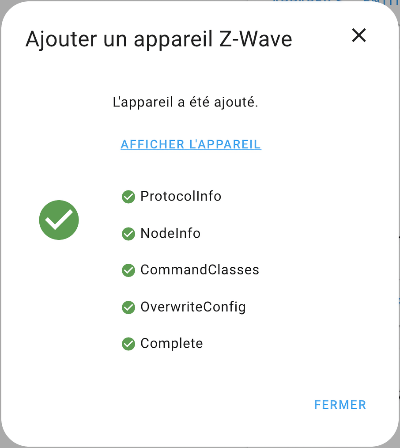 Ajouter un appareil Z-Wave
L'appareil a été ajouté.
AFFICHER L'APPAREIL
ProtocolInfo
NodeInfo
CommandClasses
OverwriteConfig
Complete
FERMER